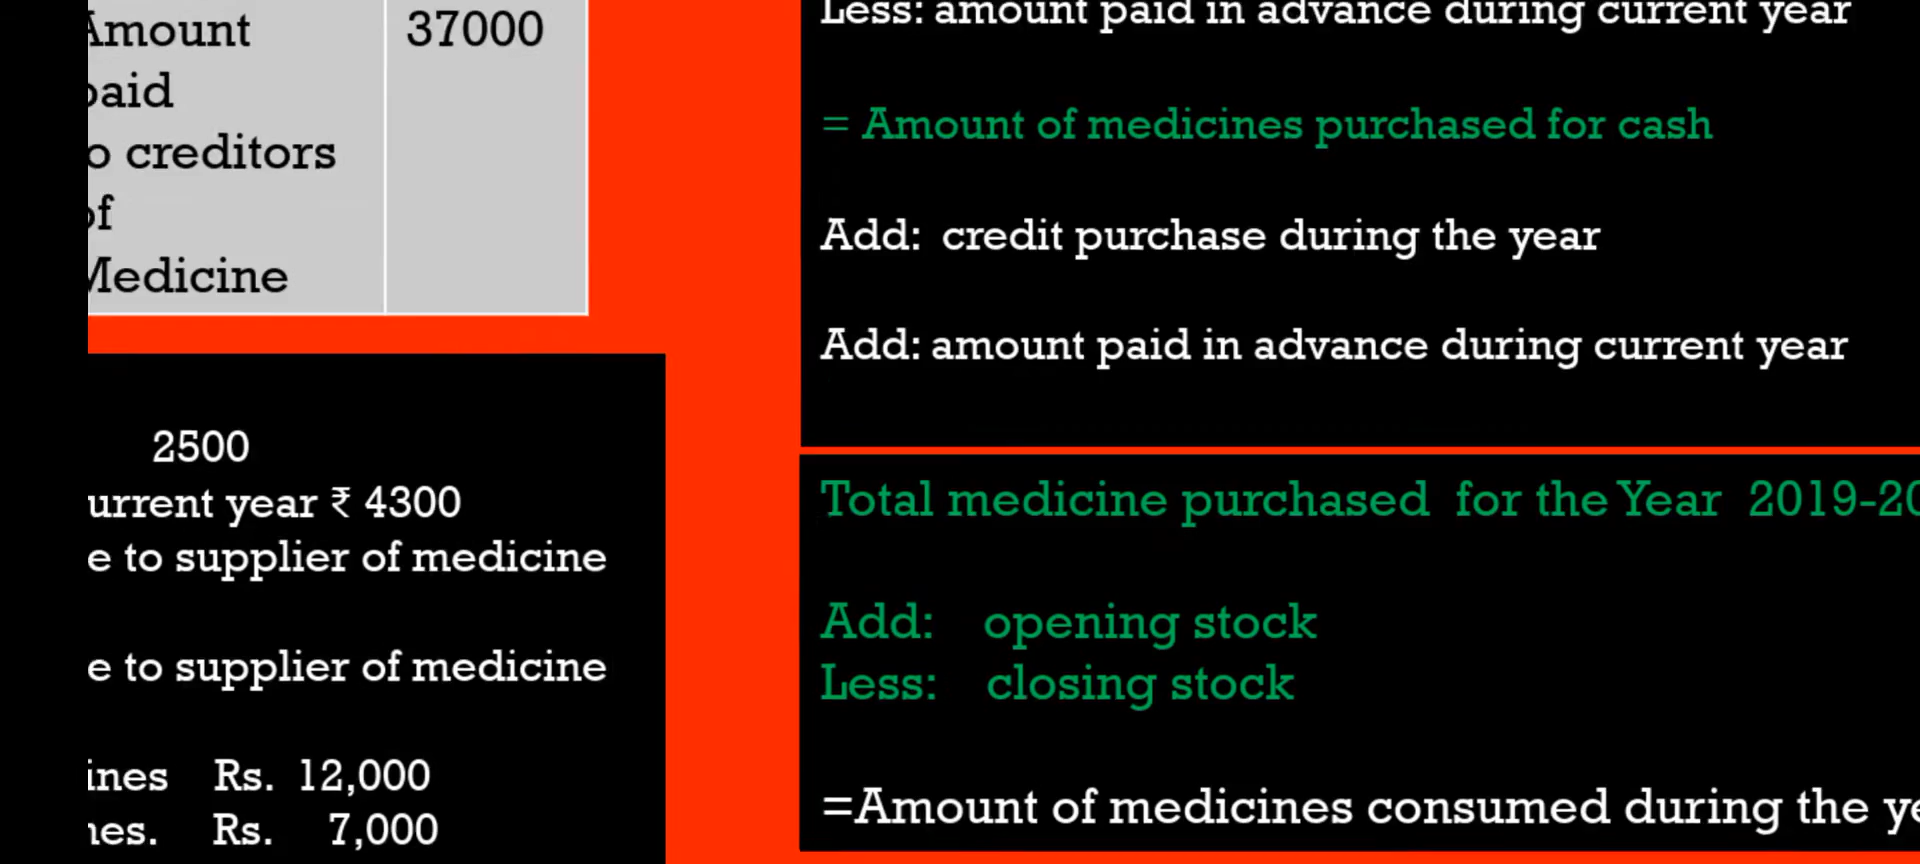 Amount 37000
paid
o creditors
of
Medicine
2500
urrent year ₹ 4300
e to supplier of medicine
e to supplier of medicine
ines Rs. 12,000
nes. Rs. 7,000
Less: amount paid in advance during current year
= Amount of medicines purchased for cash
Add: credit purchase during the year
Add: amount paid in advance during current year
Total medicine purchased for the Year 2019-20
Add: opening stock
Less: closing stock
=Amount of medicines consumed during the ye